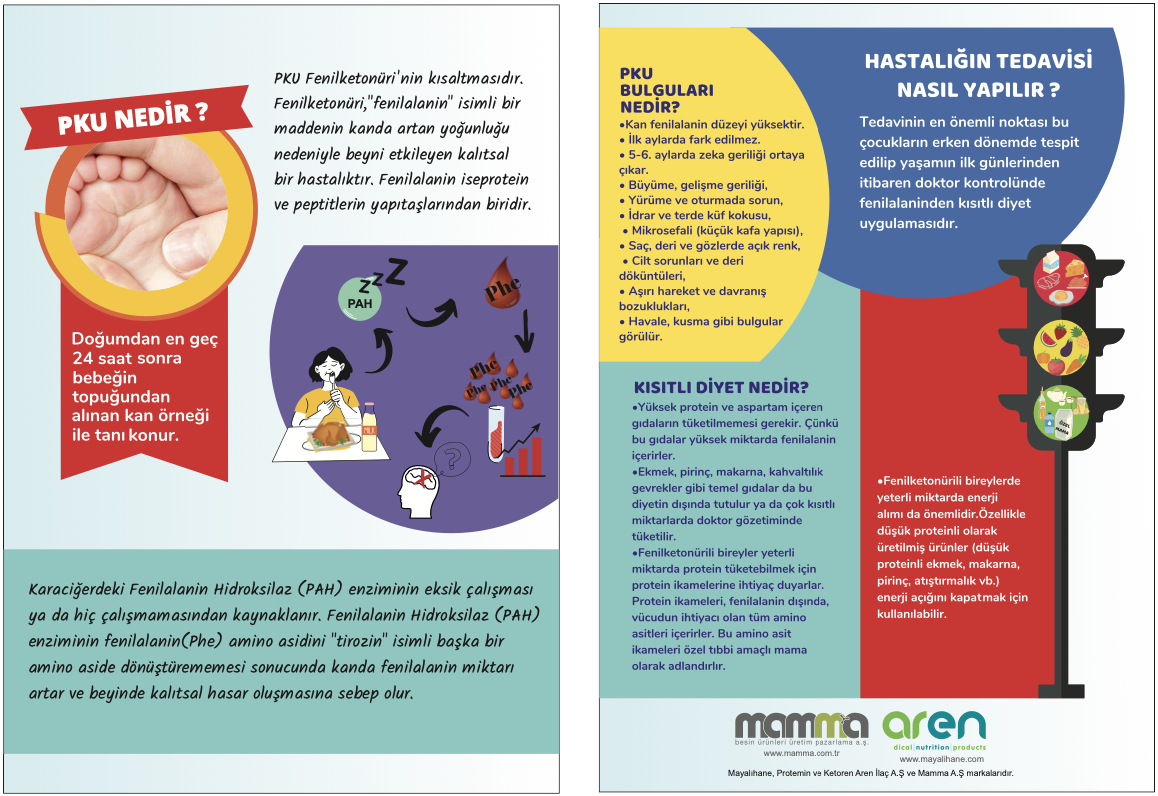 PKU NEDİR ?
PKU Fenilketonüri'nin kısaltmasıdır.
Fenilketonüri,"fenilalanin" isimli bir
maddenin kanda artan yoğunluğu
nedeniyle beyni etkileyen kalıtsal
bir hastalıktır. Fenilalanin iseprotein
ve peptitlerin yapıtaşlarından biridir.
Doğumdan en geç
24 saat sonra
bebeğin
topuğundan
alınan kan örneği
ile tanı konur.
zzZ
PAH
Phe
Phe
Phe
Phe
Phe
MILK
?
Karaciğerdeki Fenilalanin Hidroksilaz (PAH) enziminin eksik çalışması
ya da hiç çalışmamasından kaynaklanır. Fenilalanin Hidroksilaz (PAH)
enziminin fenilalanin(Phe) amino asidini "tirozin" isimli başka bir
amino aside dönüştürememesi sonucunda kanda fenilalanin miktarı
artar ve beyinde kalıtsal hasar oluşmasına sebep olur.
PKU
BULGULARI
NEDİR?
•Kan fenilalanin düzeyi yüksektir.
• İlk aylarda fark edilmez.
• 5-6. aylarda zeka geriliği ortaya
çıkar.
• Büyüme, gelişme geriliği,
• Yürüme ve oturmada sorun,
• İdrar ve terde küf kokusu,
• Mikrosefali (küçük kafa yapısı),
• Saç, deri ve gözlerde açık renk,
• Cilt sorunları ve deri
döküntüleri,
• Aşırı hareket ve davranış
bozuklukları,
• Havale, kusma gibi bulgular
görülür.
HASTALIĞIN TEDAVİSİ
NASIL YAPILIR ?
Tedavinin en önemli noktası bu
çocukların erken dönemde tespit
edilip yaşamın ilk günlerinden
itibaren doktor kontrolünde
fenilalaninden kısıtlı diyet
uygulamasıdır.
KISITLI DİYET NEDİR?
•Yüksek protein ve aspartam içeren
gıdaların tüketilmemesi gerekir. Çünkü
bu gıdalar yüksek miktarda fenilalanin
içerirler.
•Ekmek, pirinç, makarna, kahvaltılık
gevrekler gibi temel gıdalar da bu
diyetin dışında tutulur ya da çok kısıtlı
miktarlarda doktor gözetiminde
tüketilir.
•Fenilketonürili bireyler yeterli
miktarda protein tüketebilmek için
protein ikamelerine ihtiyaç duyarlar.
Protein ikameleri, fenilalanin dışında,
vücudun ihtiyacı olan tüm amino
asitleri içerirler. Bu amino asit
ikameleri özel tıbbi amaçlı mama
olarak adlandırlır.
ÖZEL
MAMA
•Fenilketonürili bireylerde
yeterli miktarda enerji
alımı da önemlidir.Özellikle
düşük proteinli olarak
üretilmiş ürünler (düşük
proteinli ekmek, makarna,
pirinç, atıştırmalık vb.)
enerji açığını kapatmak için
kullanılabilir.
mamma
besin ürünleri üretim pazarlama a.ş.
www.mamma.com.tr
aren
dical|nutrition|products
www.mayalihane.com
Mayalıhane, Protemin ve Ketoren Aren İlaç A.Ş ve Mamma A.Ş markalarıdır.